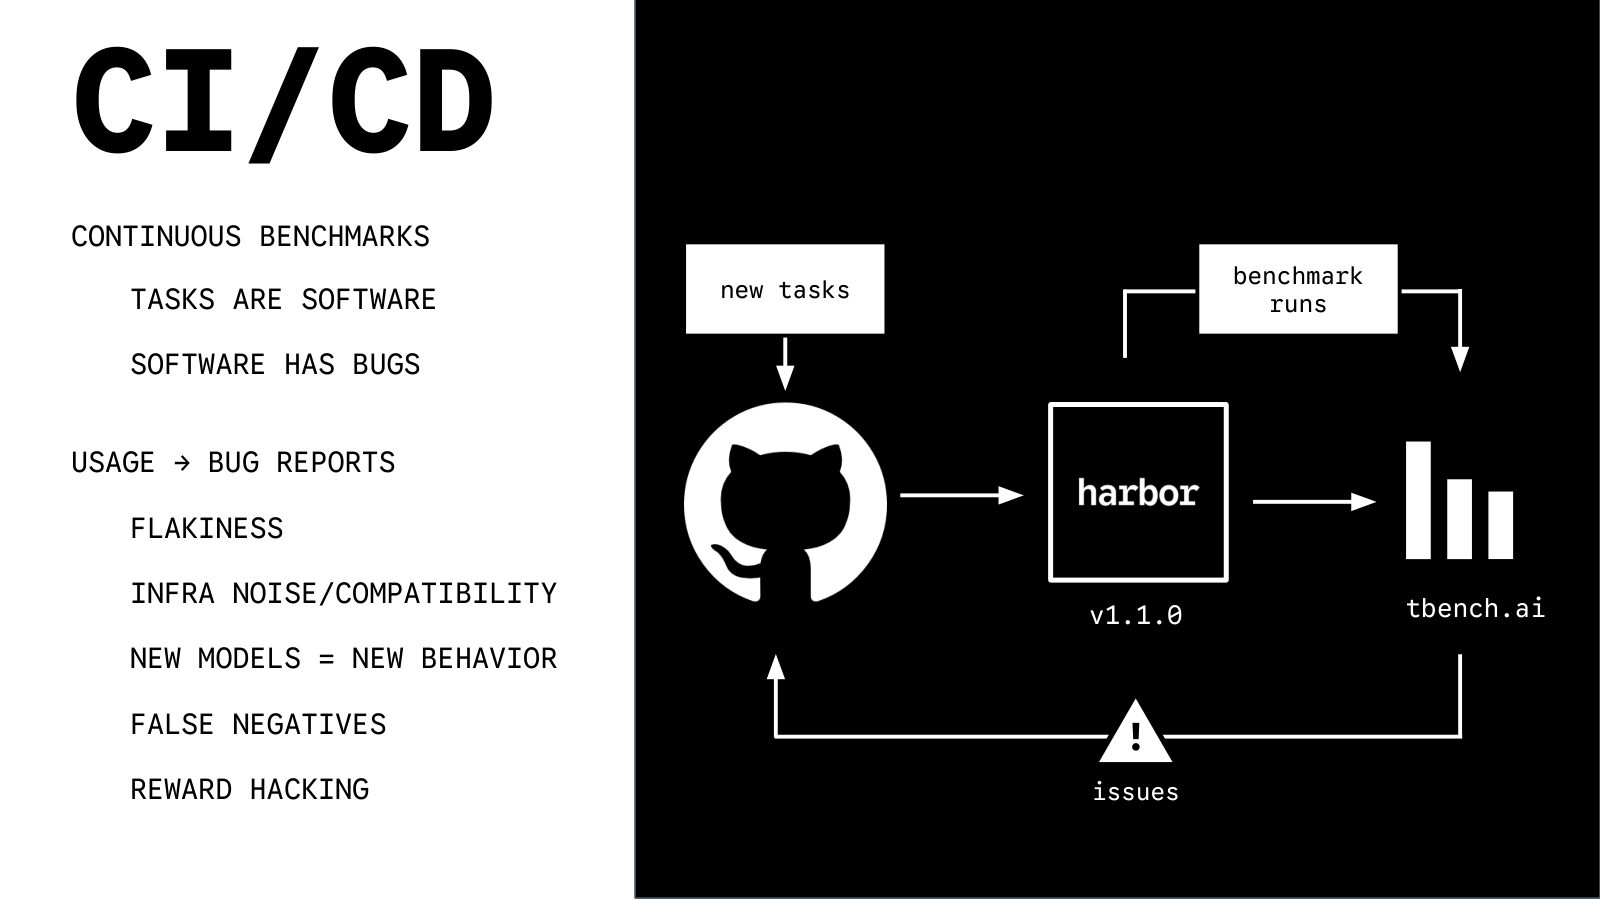 CI/CD
CONTINUOUS BENCHMARKS
TASKS ARE SOFTWARE
SOFTWARE HAS BUGS
USAGE → BUG REPORTS
FLAKINESS
INFRA NOISE/COMPATIBILITY
NEW MODELS = NEW BEHAVIOR
FALSE NEGATIVES
REWARD HACKING
new tasks
benchmark
runs
harbor
v1.1.0
tbench.ai
!
issues